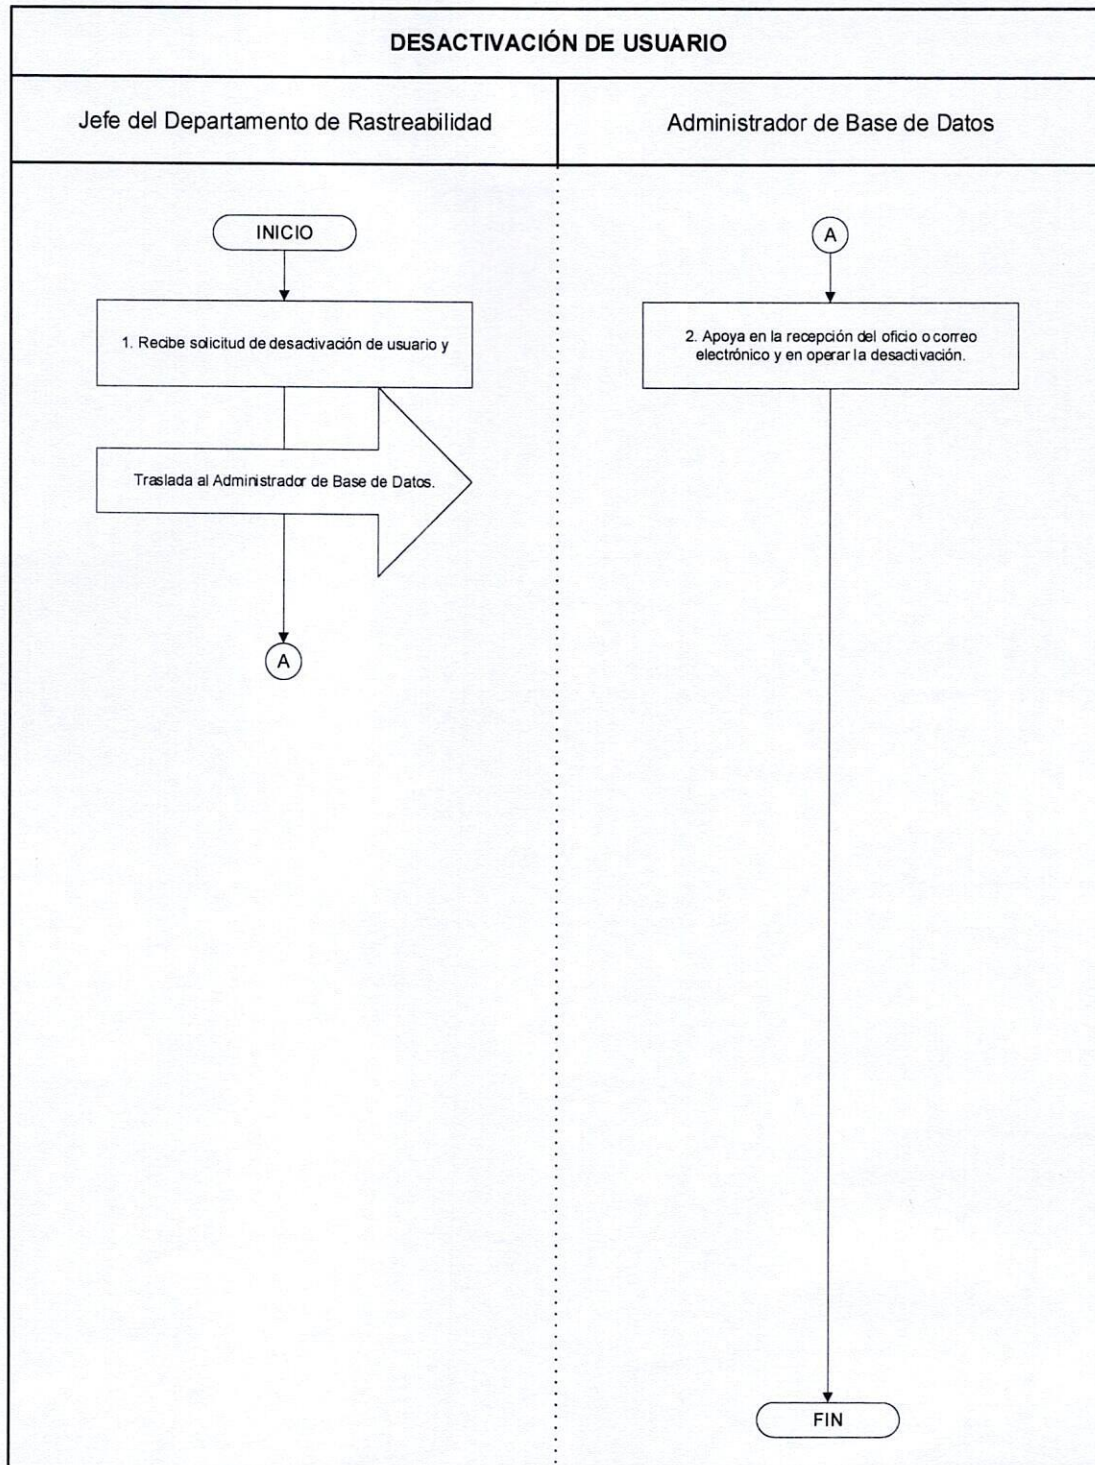 DESACTIVACIÓN DE USUARIO
Jefe del Departamento de Rastreabilidad
Administrador de Base de Datos
INICIO
1. Recibe solicitud de desactivación de usuario y
Traslada al Administrador de Base de Datos.
A
A
2. Apoya en la recepción del oficio o correo
electrónico y en operar la desactivación.
FIN